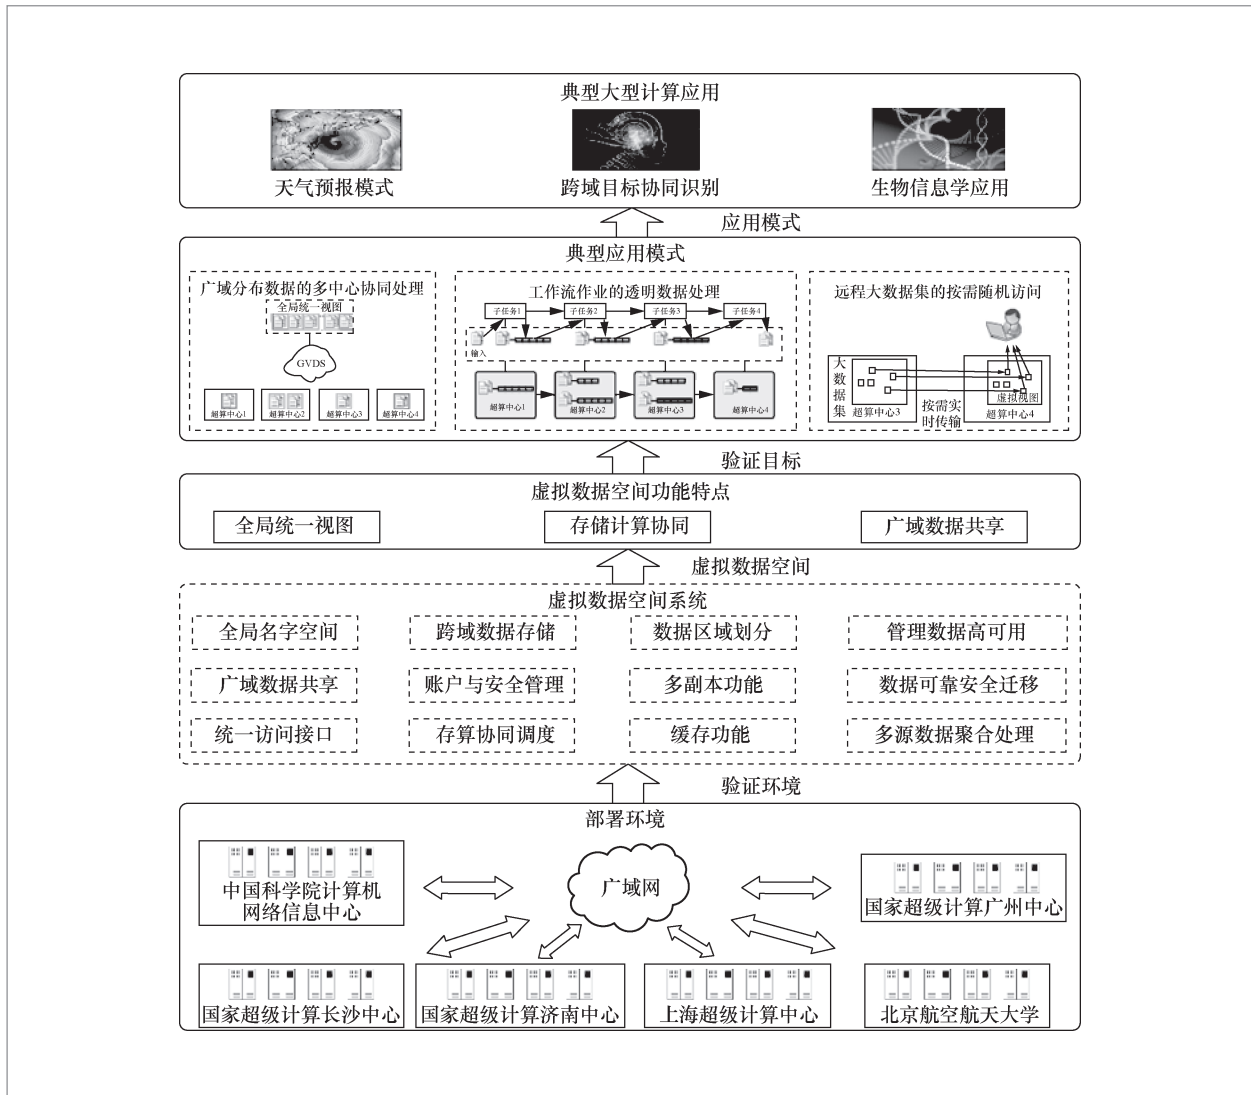 典型大型计算应用
天气预报模式
跨域目标协同识别
生物信息学应用
应用模式
典型应用模式
广域分布数据的多中心协同处理
全局统一视图
GVDS
超算中心1
超算中心2
超算中心3
超算中心4
工作流作业的透明数据处理
子任务1
子任务2
子任务3
子任务4
输入
超算中心1
超算中心2
超算中心3
超算中心4
远程大数据集的按需随机访问
大
数
据
集
超算中心3
按需实
时传输
虚拟视图
超算中心4
验证目标
虚拟数据空间功能特点
全局统一视图
存储计算协同
广域数据共享
虚拟数据空间
虚拟数据空间系统
全局名字空间
跨域数据存储
数据区域划分
管理数据高可用
广域数据共享
账户与安全管理
多副本功能
数据可靠安全迁移
统一访问接口
存算协同调度
缓存功能
多源数据聚合处理
验证环境
部署环境
中国科学院计算机
网络信息中心
广域网
国家超级计算广州中心
国家超级计算长沙中心
国家超级计算济南中心
上海超级计算中心
北京航空航天大学